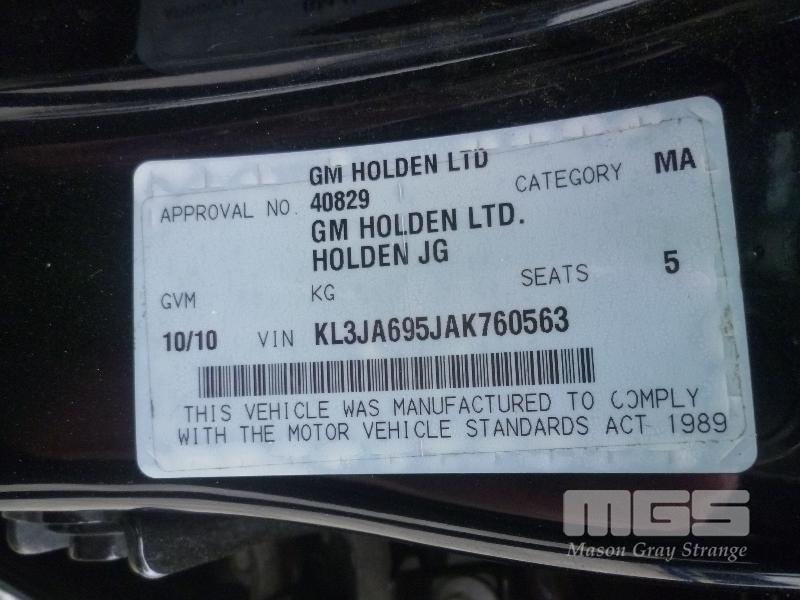 GM HOLDEN LTD
APPROVAL NO. 40829 CATEGORY MA
GM HOLDEN LTD.
HOLDEN JG
GVM KG SEATS 5
10/10 VIN KL3JA695JAK760563
THIS VEHICLE WAS MANUFACTURED TO COMPLY
WITH THE MOTOR VEHICLE STANDARDS ACT 1989
MGS
Mason Gray Strange